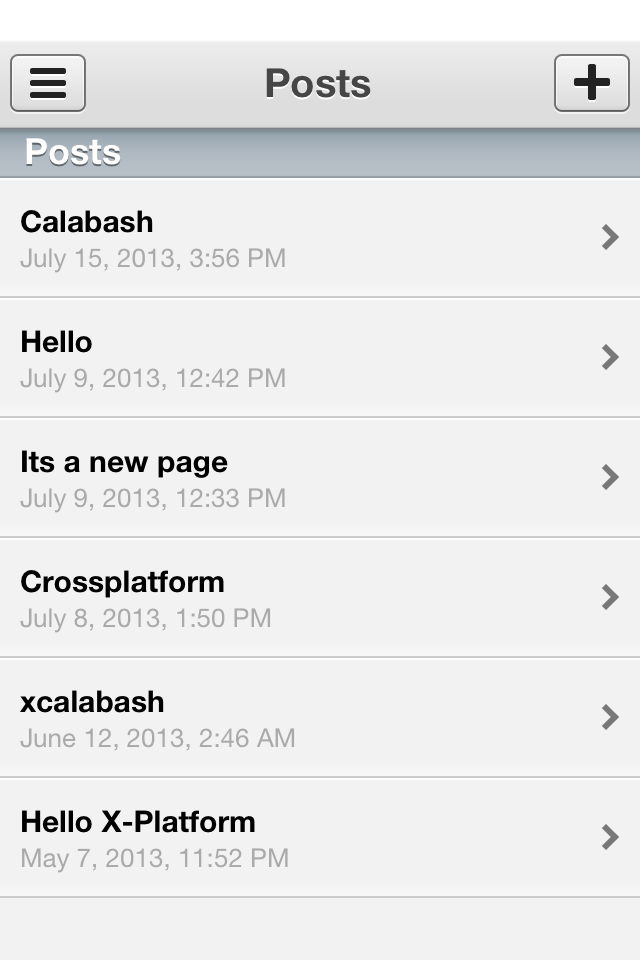 Posts
Posts
Calabash
July 15, 2013, 3:56 PM
Hello
July 9, 2013, 12:42 PM
Its a new page
July 9, 2013, 12:33 PM
Crossplatform
July 8, 2013, 1:50 PM
xcalabash
June 12, 2013, 2:46 AM
Hello X-Platform
May 7, 2013, 11:52 PM